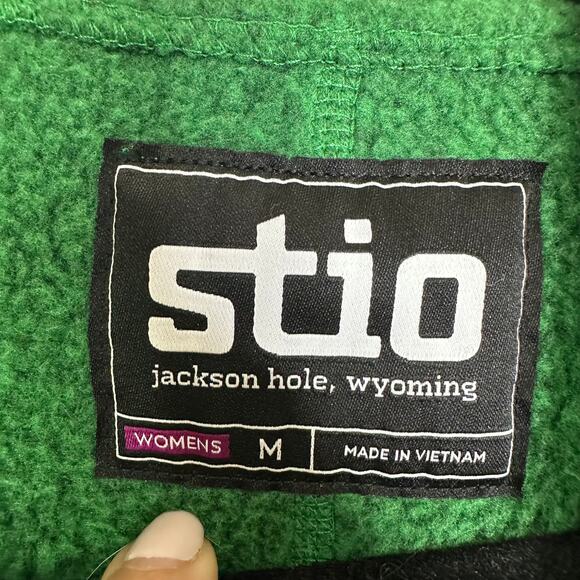 stio
jackson hole, wyoming
WOMENS M MADE IN VIETNAM